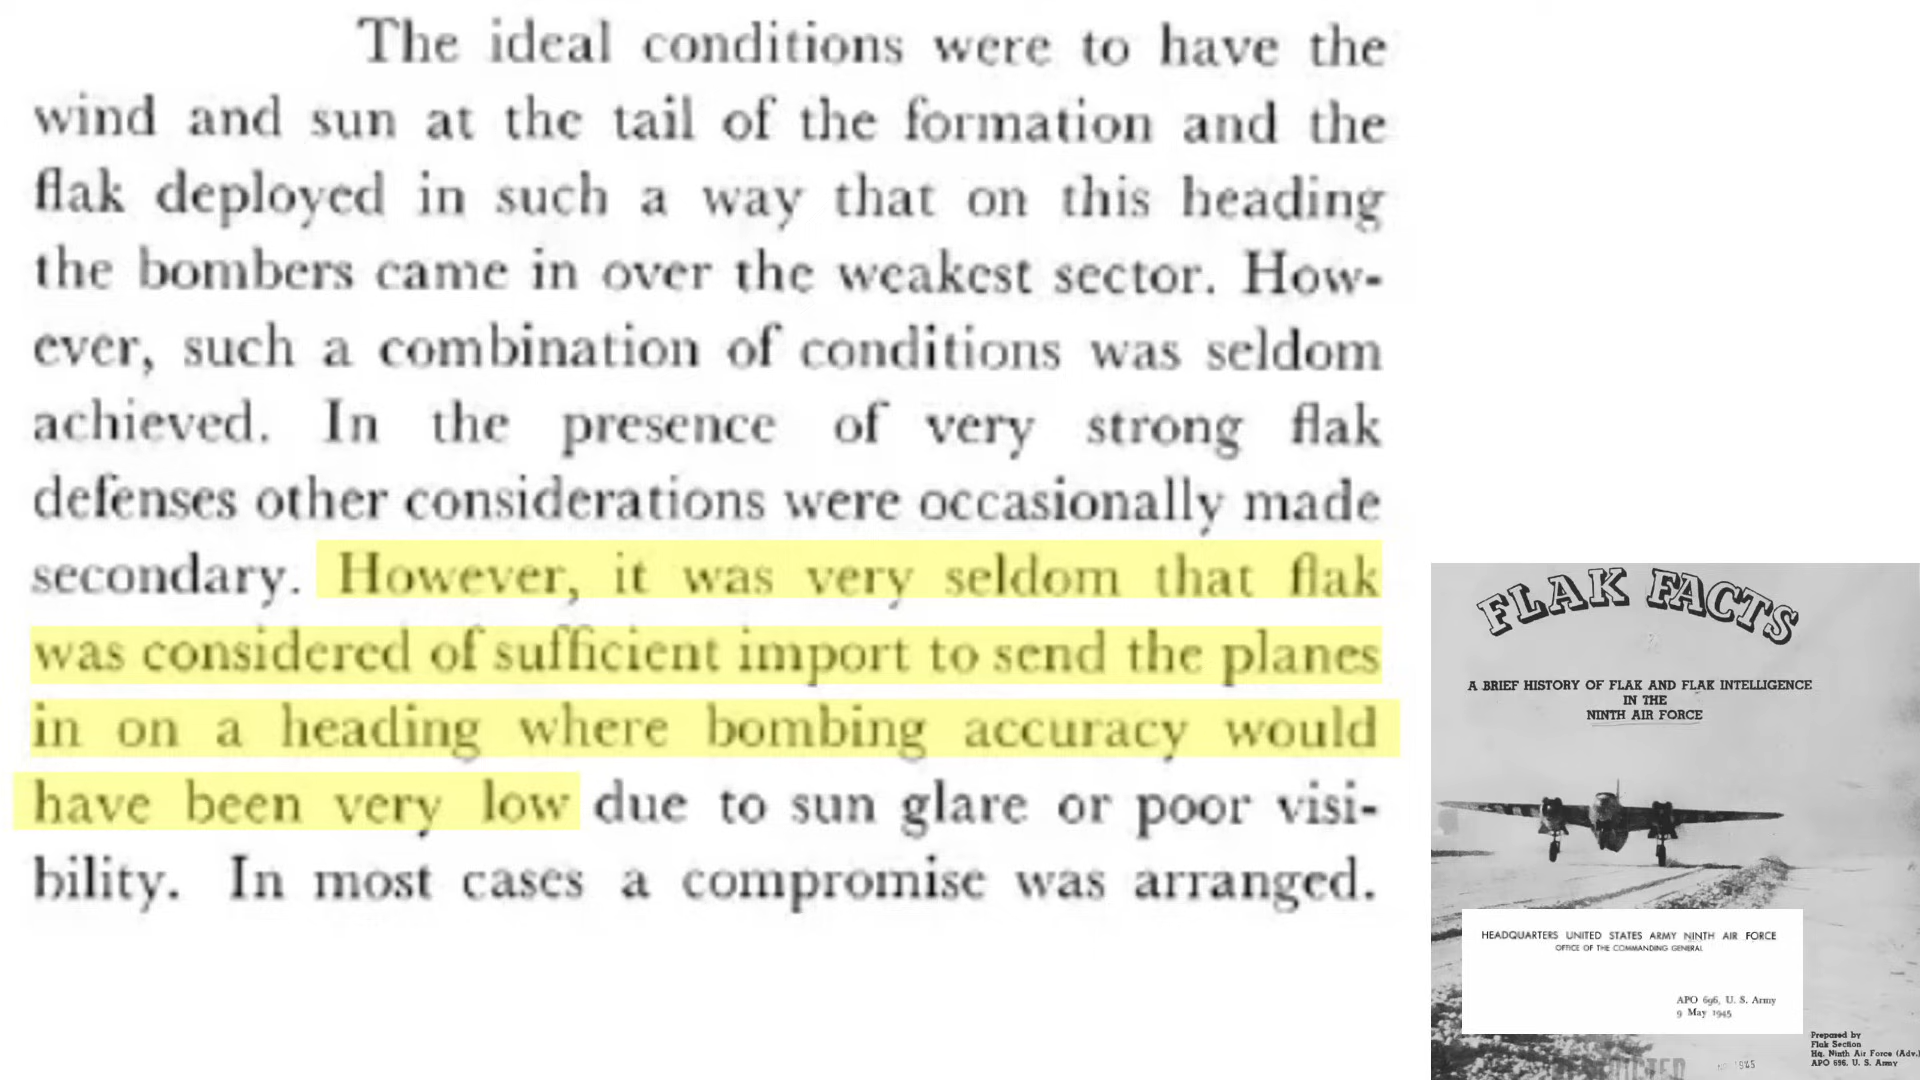 The ideal conditions were to have the
wind and sun at the tail of the formation and the
flak deployed in such a way that on this heading
the bombers came in over the weakest sector. How-
ever, such a combination of conditions was seldom
achieved. In the presence of very strong flak
defenses other considerations were occasionally made
secondary. However, it was very seldom that flak
was considered of sufficient import to send the planes
in on a heading where bombing accuracy would
have been very low due to sun glare or poor visi-
bility. In most cases a compromise was arranged.
FLAK FACTS
A BRIEF HISTORY OF FLAK AND FLAK INTELLIGENCE
IN THE
NINTH AIR FORCE
HEADQUARTERS UNITED STATES ARMY NINTH AIR FORCE
OFFICE OF THE COMMANDING GENERAL
APO 696, U. S. Army
9 May 1945
Prepared by
Flak Section
Hq. Ninth Air Force (Adv.)
APO 696, U. S. Army